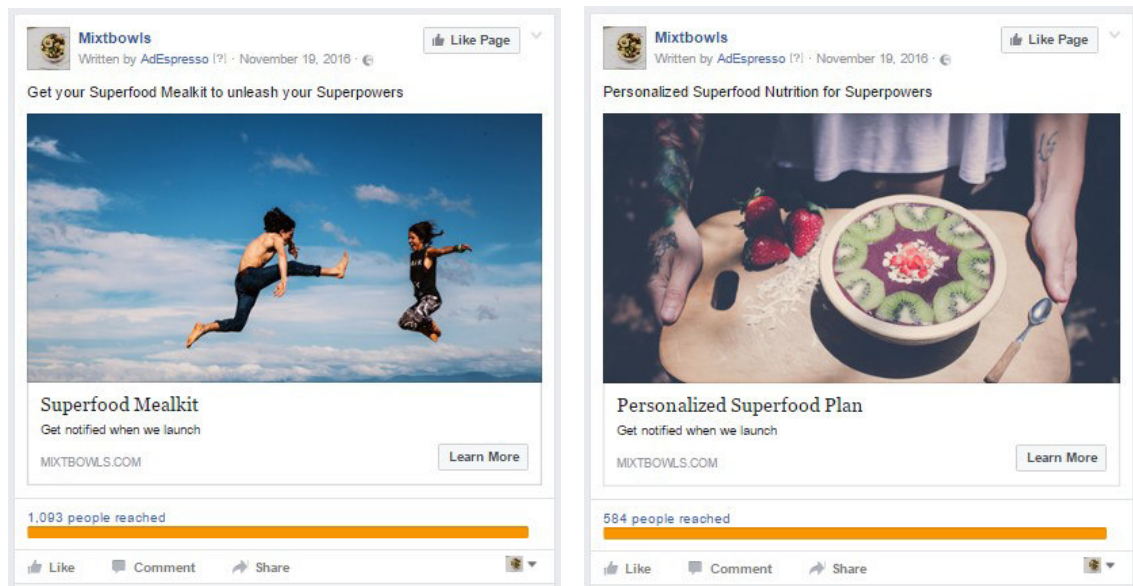 Mixtbowls
Like Page
Written by AdEspresso [?] · November 19, 2016 ·
Get your Superfood Mealkit to unleash your Superpowers
Superfood Mealkit
Get notified when we launch
MIXTBOWLS.COM
Learn More
1,093 people reached
Like Comment Share
Mixtbowls
Like Page
Written by AdEspresso [?] · November 19, 2016 ·
Personalized Superfood Nutrition for Superpowers
Personalized Superfood Plan
Get notified when we launch
MIXTBOWLS.COM
Learn More
584 people reached
Like Comment Share